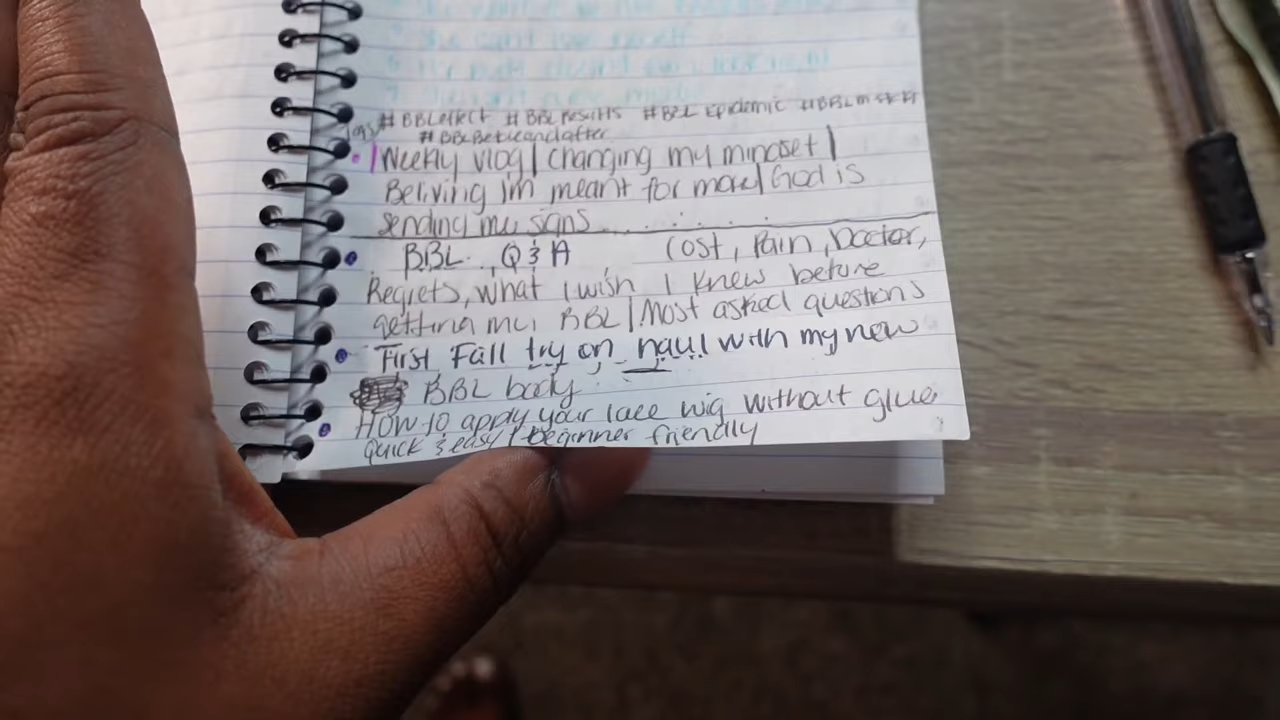 Tags #BBLeffect #BBLResults #BBL Epidemic
#BBLBeforeandafter
Weekly vlog | changing my mindset |
Beliving im meant for more | God is
sending me signs......
BBL.. Q & A Cost, Pain, Doctor,
Regrets, what i wish I knew before
getting my BBL | Most asked questions
First Fall try on haul with my new
BBL body
How to apply your lace wig without glue
quick & easy | beginner friendly